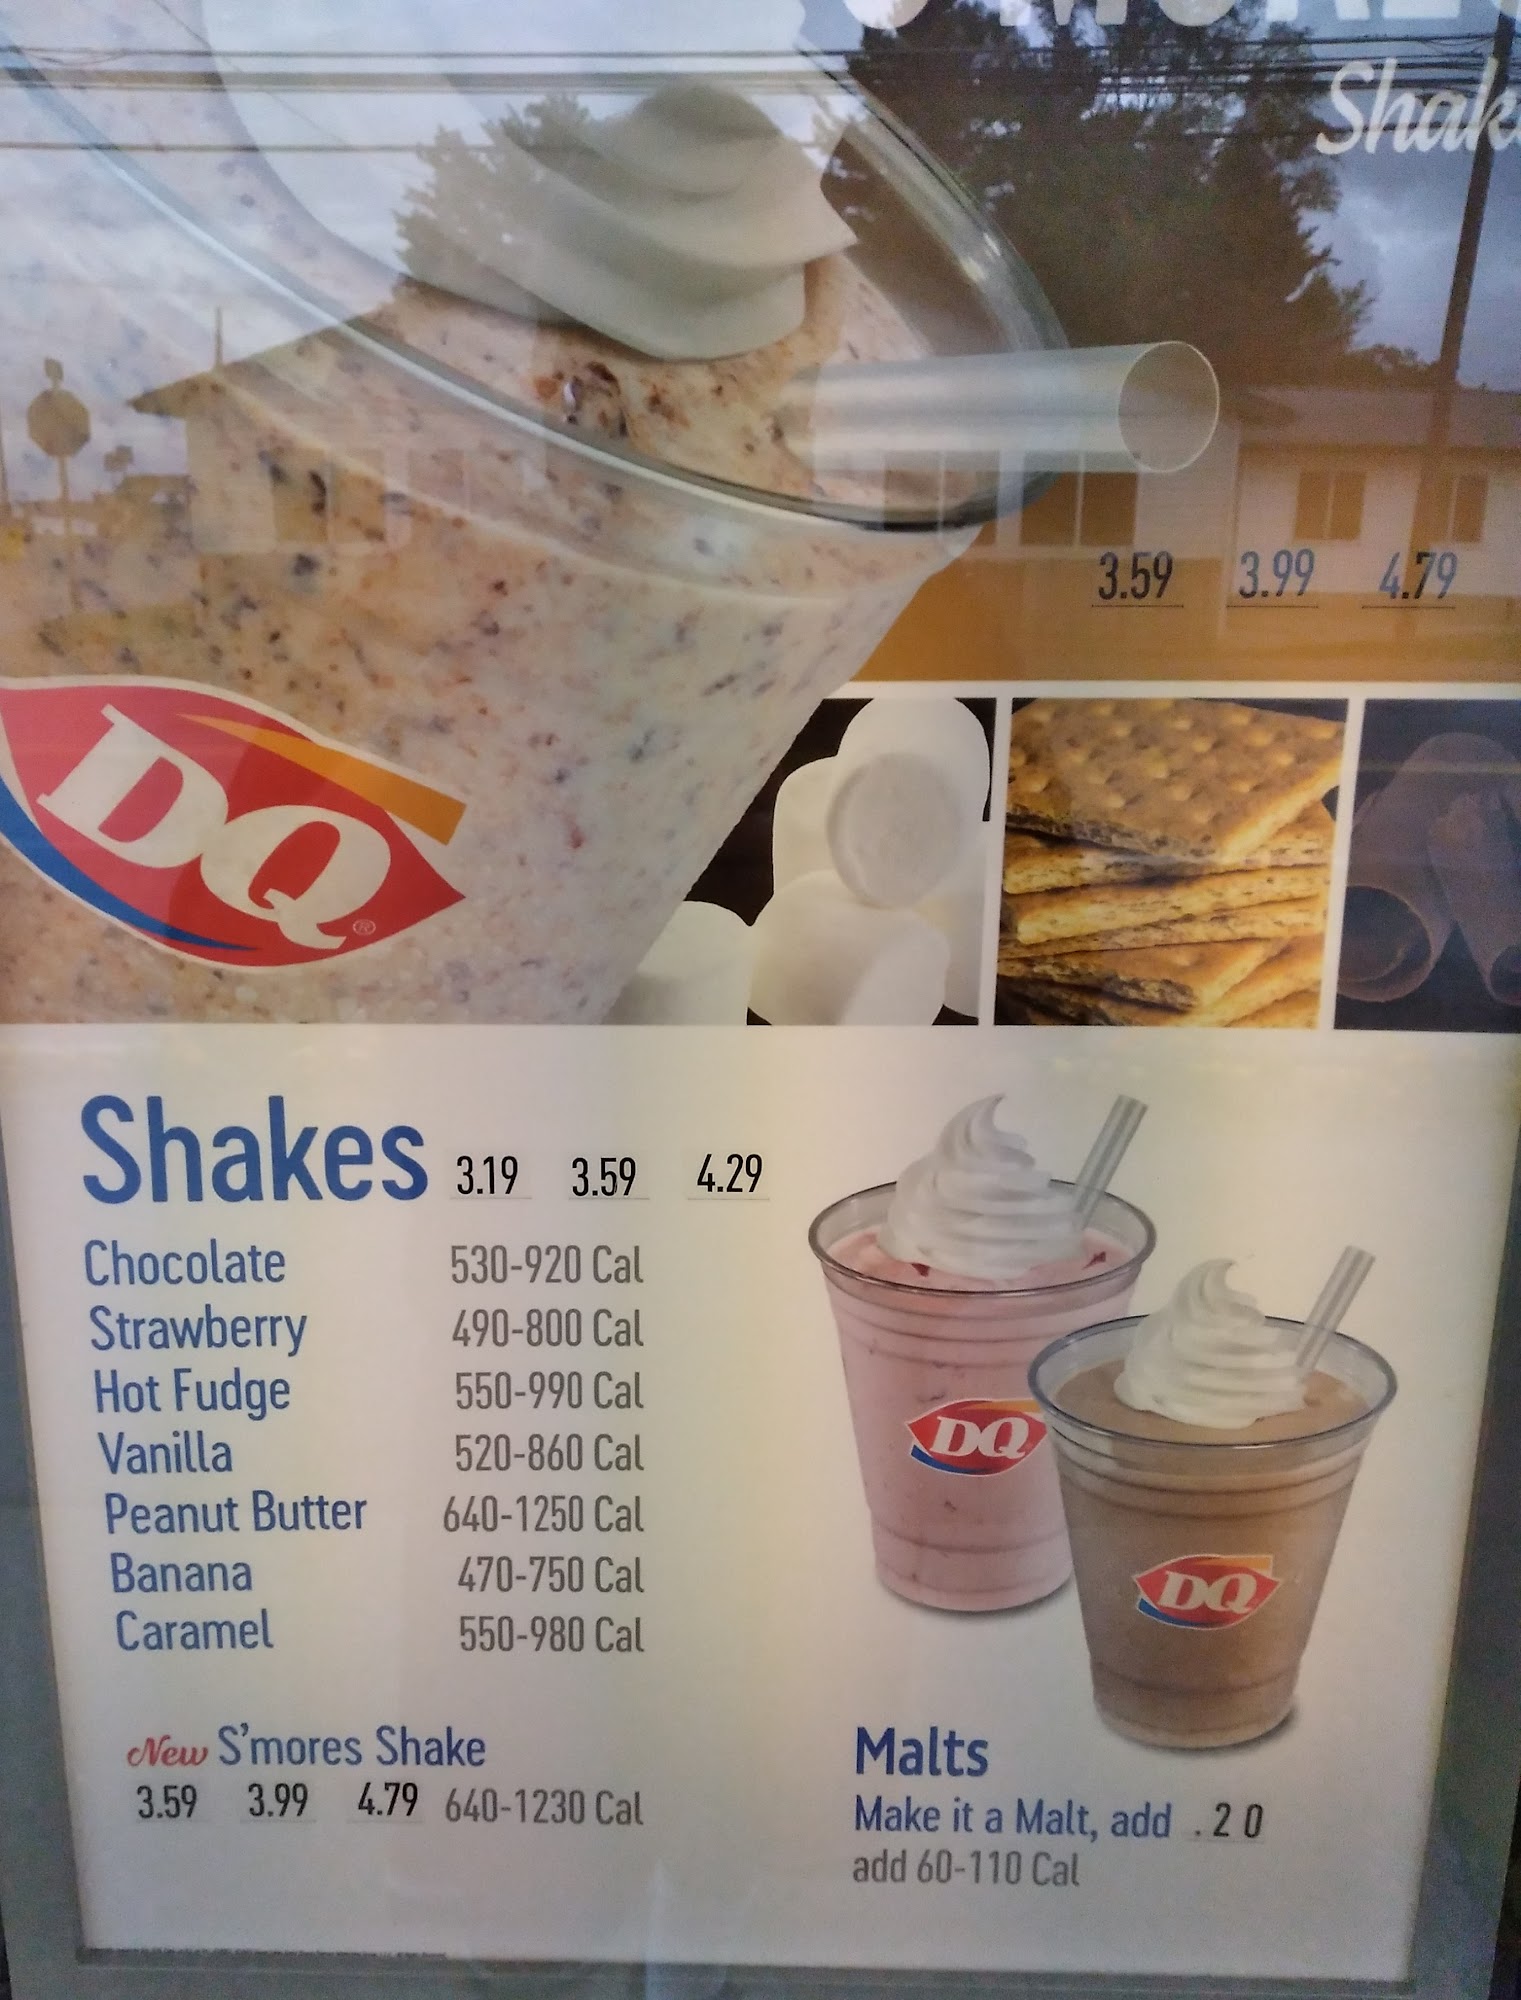 Shak
3.59 3.99 4.79
DQ®
Shakes 3.19 3.59 4.29
Chocolate 530-920 Cal
Strawberry 490-800 Cal
Hot Fudge 550-990 Cal
Vanilla 520-860 Cal
Peanut Butter 640-1250 Cal
Banana 470-750 Cal
Caramel 550-980 Cal
DQ
DQ
New S'mores Shake
3.59 3.99 4.79 640-1230 Cal
Malts
Make it a Malt, add .20
add 60-110 Cal